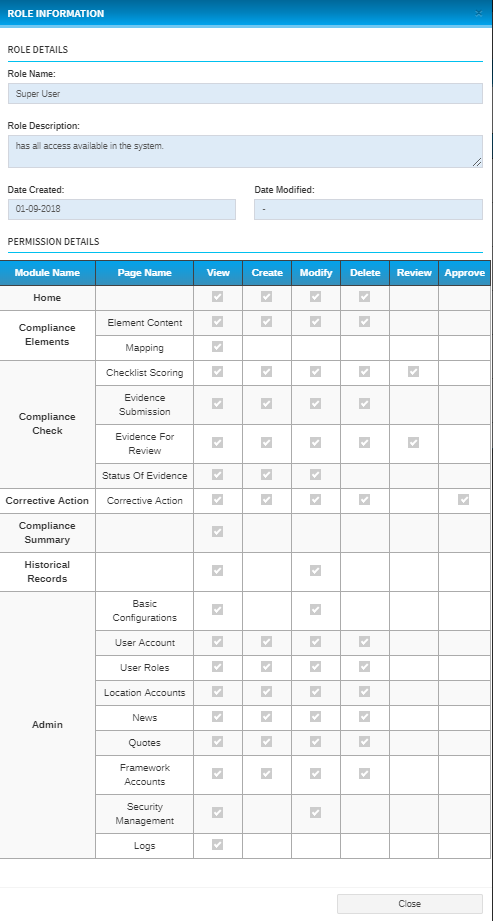 ROLE INFORMATION
ROLE DETAILS
Role Name:
Super User
Role Description:
has all access available in the system.
Date Created: Date Modified:
01-09-2018 -
PERMISSION DETAILS
Module Name Page Name View Create Modify Delete Review Approve
Home
Compliance
Elements
Element Content
Mapping
Compliance
Check
Checklist Scoring
Evidence
Submission
Evidence For
Review
Status Of Evidence
Corrective Action Corrective Action
Compliance
Summary
Historical
Records
Admin
Basic
Configurations
User Account
User Roles
Location Accounts
News
Quotes
Framework
Accounts
Security
Management
Logs
Close